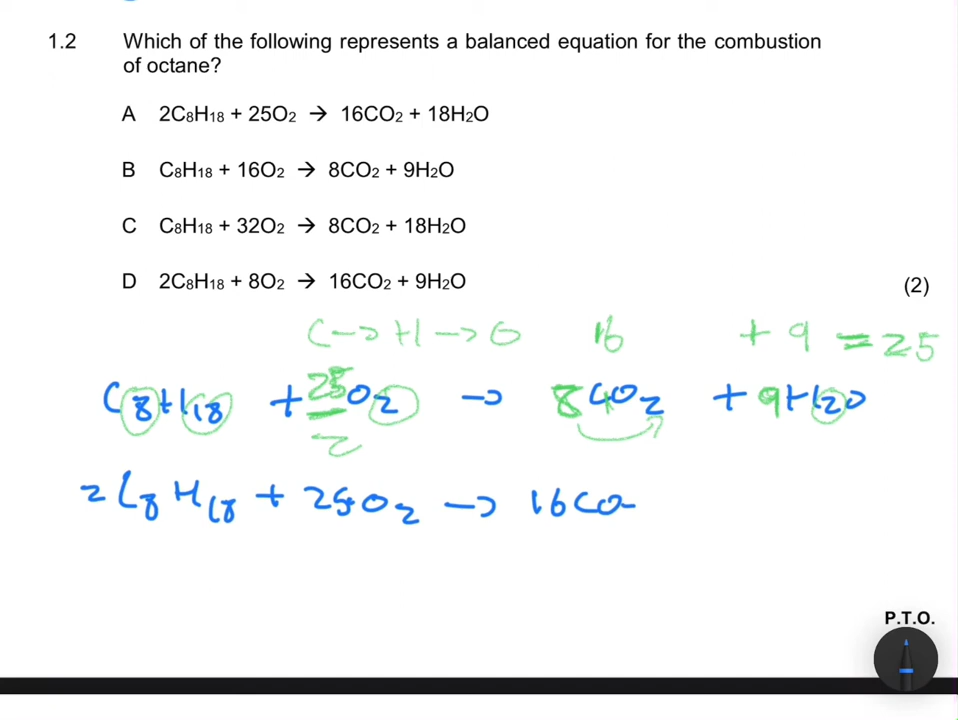 1.2 Which of the following represents a balanced equation for the combustion
of octane?
A 2C₈H₁₈ + 25O₂ → 16CO₂ + 18H₂O
B C₈H₁₈ + 16O₂ → 8CO₂ + 9H₂O
C C₈H₁₈ + 32O₂ → 8CO₂ + 18H₂O
D 2C₈H₁₈ + 8O₂ → 16CO₂ + 9H₂O
(2)
C → H → O 16 + 9 = 25
C₈H₁₈ + 25/2 O₂ → 8CO₂ + 9H₂O
2C₈H₁₈ + 25O₂ → 16CO
P.T.O.